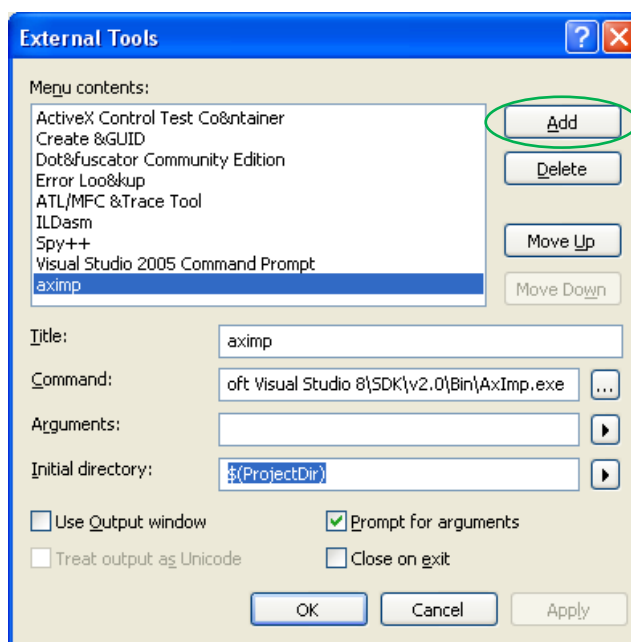 External Tools
Menu contents:
ActiveX Control Test Co&ntainer
Create &GUID
Dot&fuscator Community Edition
Error Loo&kup
ATL/MFC &Trace Tool
ILDasm
Spy++
Visual Studio 2005 Command Prompt
aximp
Add
Delete
Move Up
Move Down
Title:
aximp
Command:
oft Visual Studio 8\SDK\v2.0\Bin\AxImp.exe
...
Arguments:
Initial directory:
$(ProjectDir)
Use Output window
Prompt for arguments
Treat output as Unicode
Close on exit
OK
Cancel
Apply